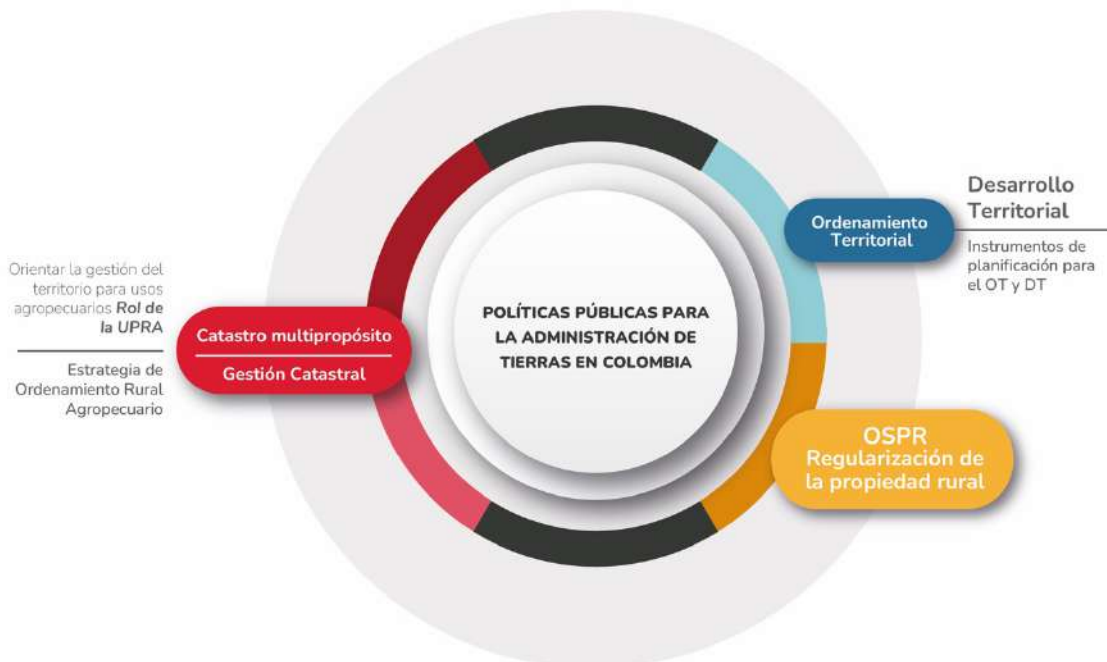 Orientar la gestión del
territorio para usos
agropecuarios Rol de
la UPRA
Estrategia de
Ordenamiento Rural
Agropecuario
Catastro multipropósito
Gestión Catastral
POLÍTICAS PÚBLICAS PARA
LA ADMINISTRACIÓN DE
TIERRAS EN COLOMBIA
Ordenamiento
Territorial
Desarrollo
Territorial
Instrumentos de
planificación para
el OT y DT
OSPR
Regularización de
la propiedad rural